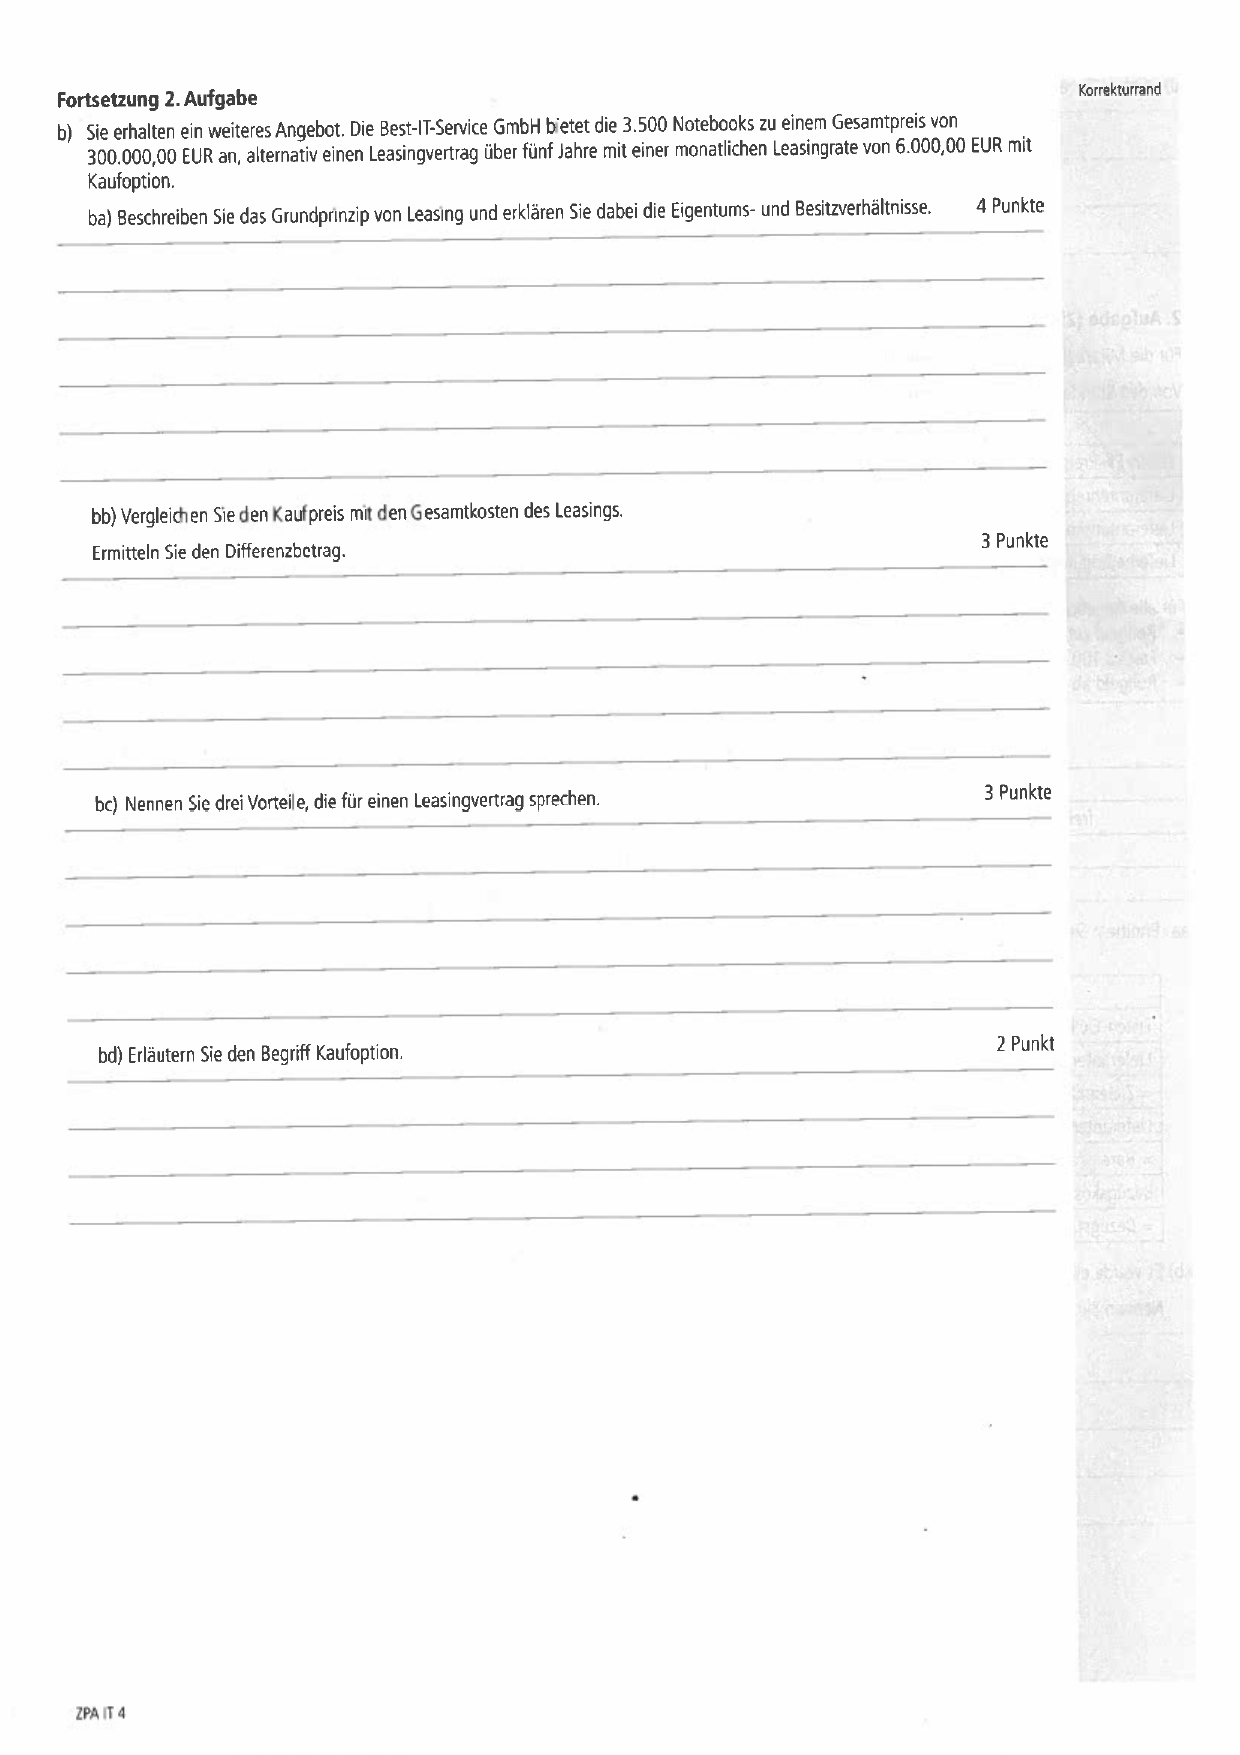 Korrekturrand
Fortsetzung 2. Aufgabe
b) Sie erhalten ein weiteres Angebot. Die Best-IT-Service GmbH bietet die 3.500 Notebooks zu einem Gesamtpreis von
300.000,00 EUR an, alternativ einen Leasingvertrag über fünf Jahre mit einer monatlichen Leasingrate von 6.000,00 EUR mit
Kaufoption.
ba) Beschreiben Sie das Grundprinzip von Leasing und erklären Sie dabei die Eigentums- und Besitzverhältnisse. 4 Punkte
bb) Vergleichen Sie den Kaufpreis mit den Gesamtkosten des Leasings.
Ermitteln Sie den Differenzbetrag. 3 Punkte
bc) Nennen Sie drei Vorteile, die für einen Leasingvertrag sprechen. 3 Punkte
bd) Erläutern Sie den Begriff Kaufoption. 2 Punkt
ZPA IT 4